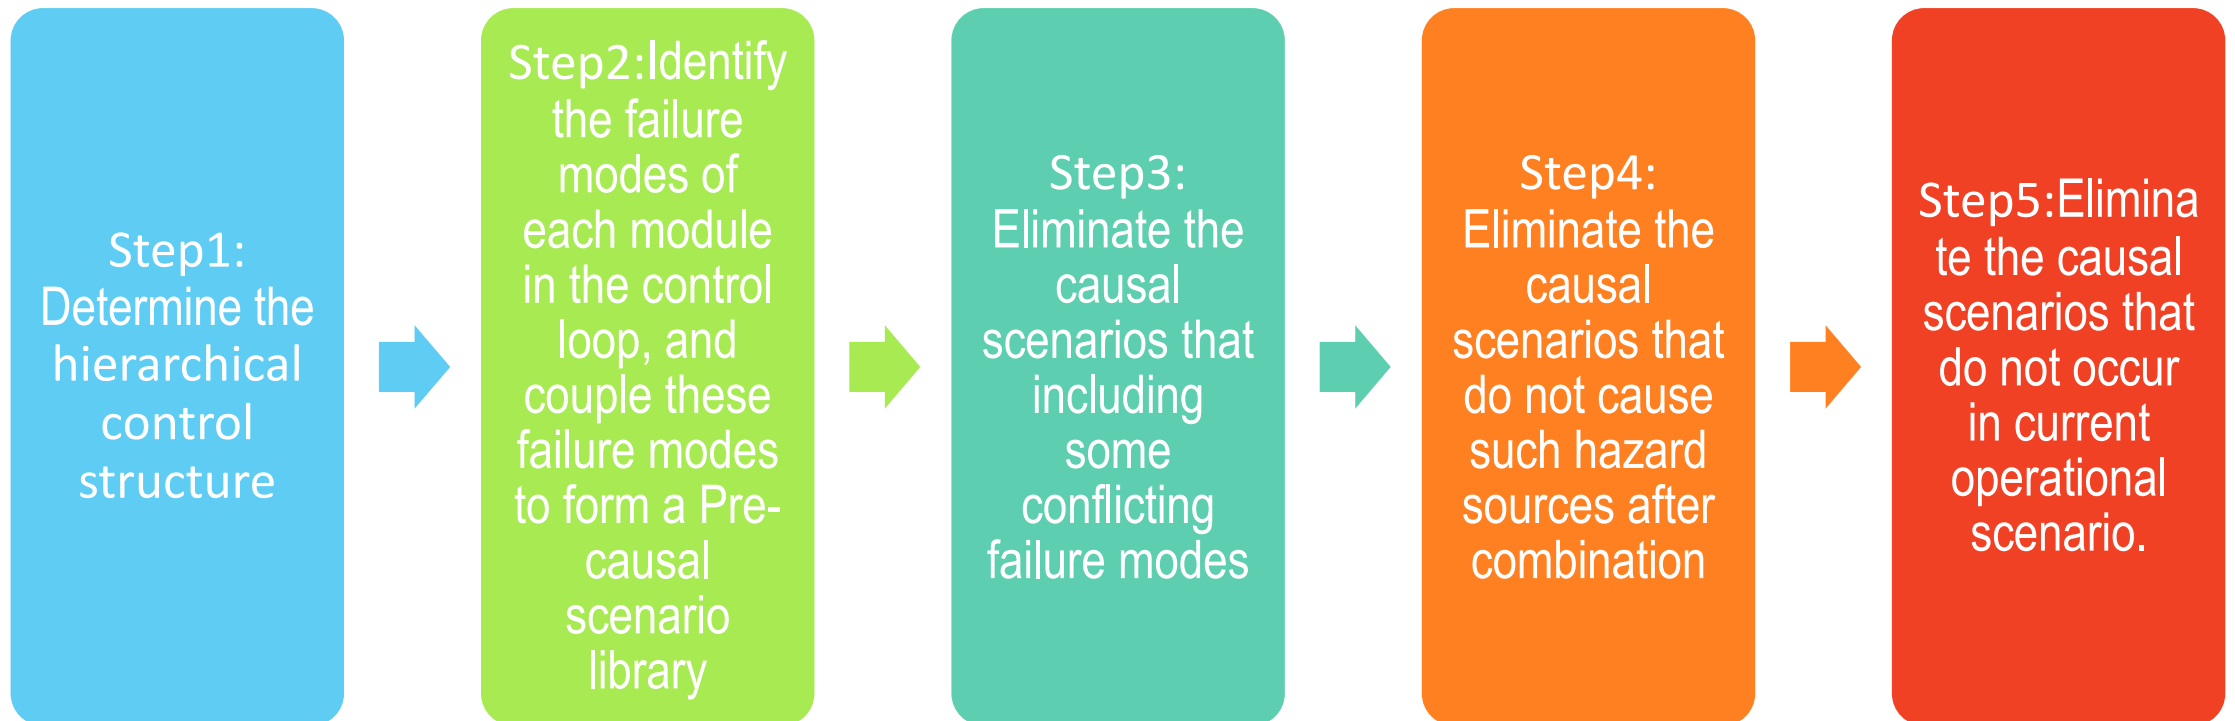 Step1:
Determine the
hierarchical
control
structure
Step2:Identify
the failure
modes of
each module
in the control
loop, and
couple these
failure modes
to form a Pre-
causal
scenario
library
Step3:
Eliminate the
causal
scenarios that
including
some
conflicting
failure modes
Step4:
Eliminate the
causal
scenarios that
do not cause
such hazard
sources after
combination
Step5:Elimina
te the causal
scenarios that
do not occur
in current
operational
scenario.